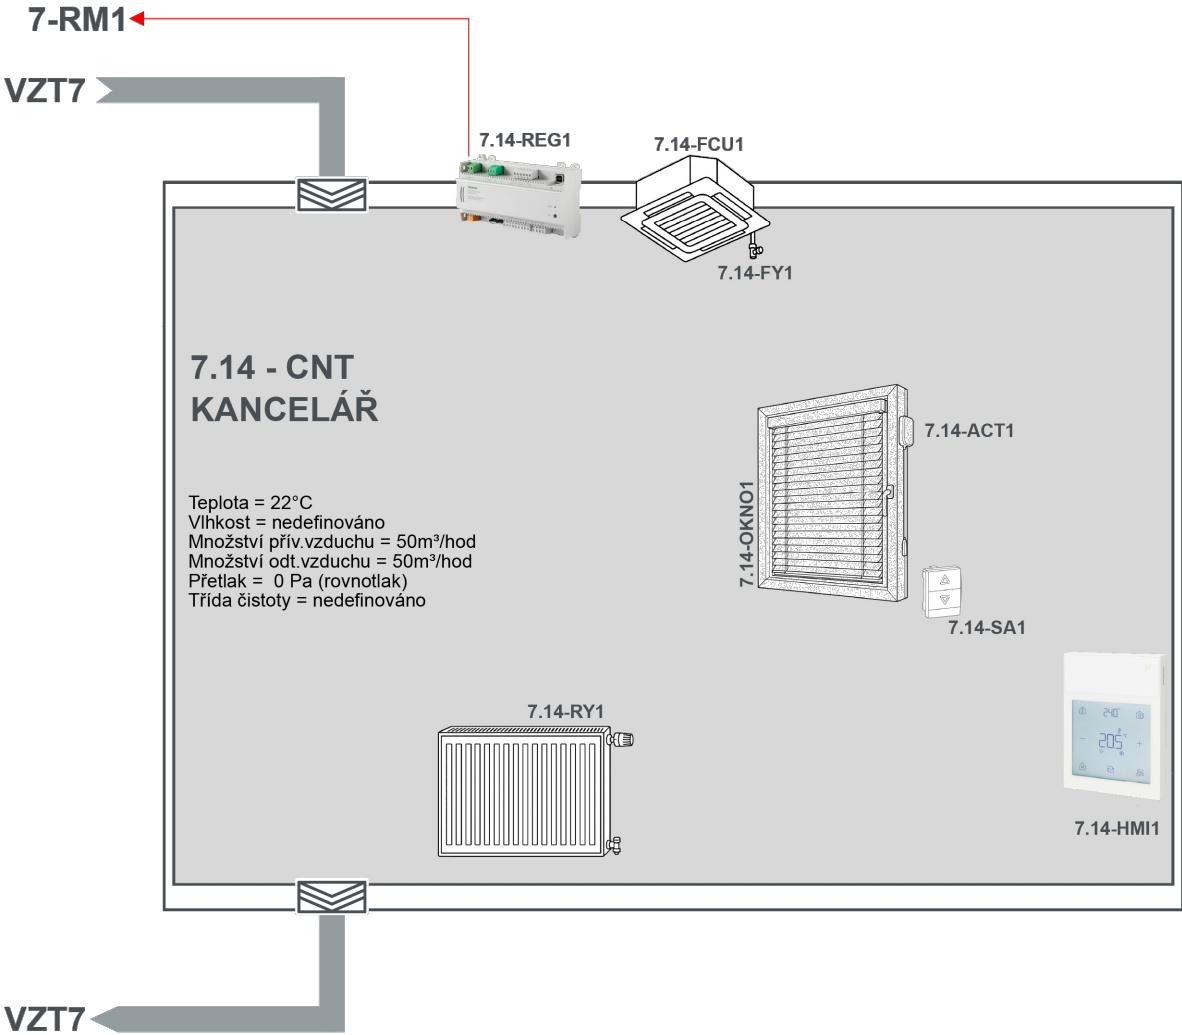 7-RM1
VZT7
7.14-REG1
7.14-FCU1
7.14-FY1
7.14 - CNT
KANCELÁŘ
7.14-ACT1
7.14-OKNO1
Teplota = 22°C
Vlhkost = nedefinováno
Množství přív.vzduchu = 50m³/hod
Množství odt.vzduchu = 50m³/hod
Přetlak =  0 Pa (rovnotlak)
Třída čistoty = nedefinováno
7.14-SA1
7.14-RY1
240
205
7.14-HMI1
VZT7